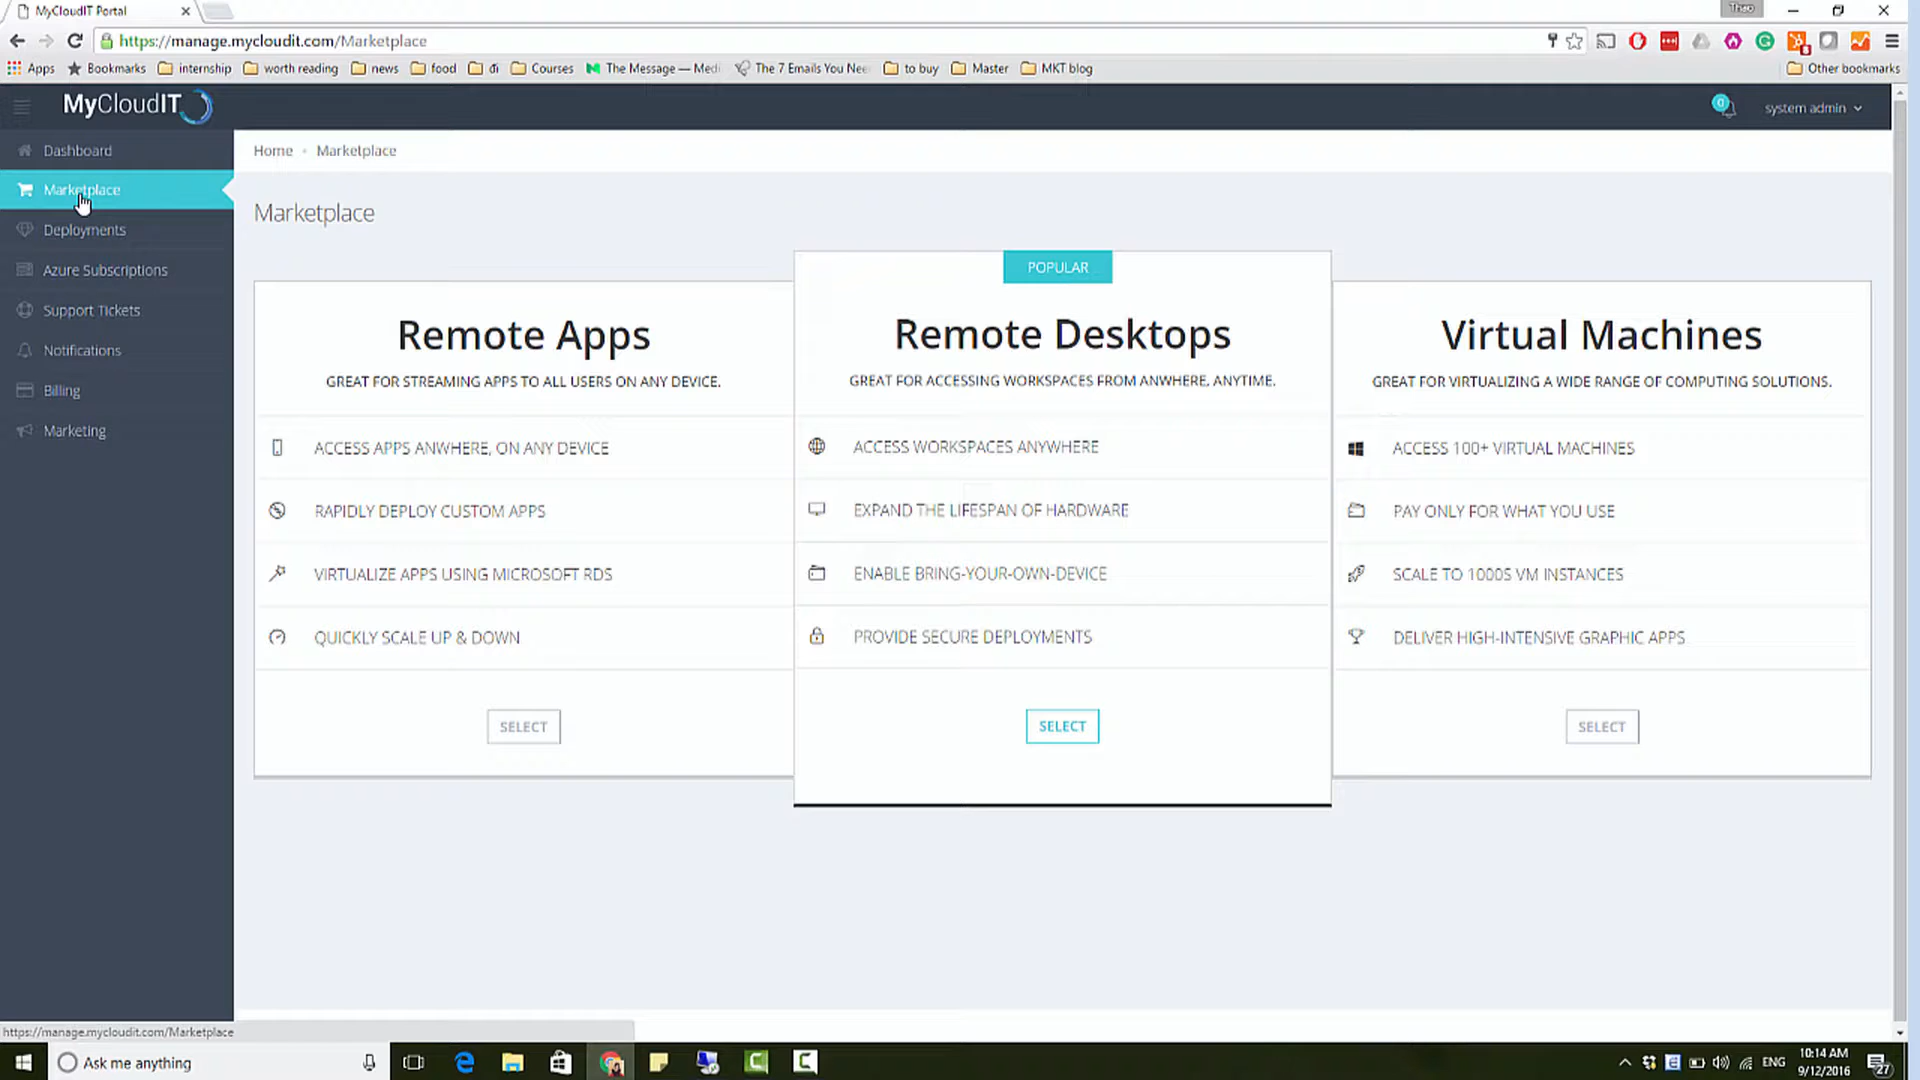 MyCloudIT Portal
Theo
https://manage.mycloudit.com/Marketplace
Apps
Bookmarks
internship
worth reading
news
food
đi
Courses
The Message — Medi
The 7 Emails You Nee
to buy
Master
MKT blog
Other bookmarks
MyCloudIT
0
system admin
Dashboard
Marketplace
Deployments
Azure Subscriptions
Support Tickets
Notifications
Billing
Marketing
Home • Marketplace
Marketplace
Remote Apps
GREAT FOR STREAMING APPS TO ALL USERS ON ANY DEVICE.
ACCESS APPS ANWHERE, ON ANY DEVICE
RAPIDLY DEPLOY CUSTOM APPS
VIRTUALIZE APPS USING MICROSOFT RDS
QUICKLY SCALE UP & DOWN
SELECT
POPULAR
Remote Desktops
GREAT FOR ACCESSING WORKSPACES FROM ANWHERE, ANYTIME.
ACCESS WORKSPACES ANYWHERE
EXPAND THE LIFESPAN OF HARDWARE
ENABLE BRING-YOUR-OWN-DEVICE
PROVIDE SECURE DEPLOYMENTS
SELECT
Virtual Machines
GREAT FOR VIRTUALIZING A WIDE RANGE OF COMPUTING SOLUTIONS.
ACCESS 100+ VIRTUAL MACHINES
PAY ONLY FOR WHAT YOU USE
SCALE TO 1000S VM INSTANCES
DELIVER HIGH-INTENSIVE GRAPHIC APPS
SELECT
https://manage.mycloudit.com/Marketplace
Ask me anything
ENG
10:14 AM
9/12/2016
27